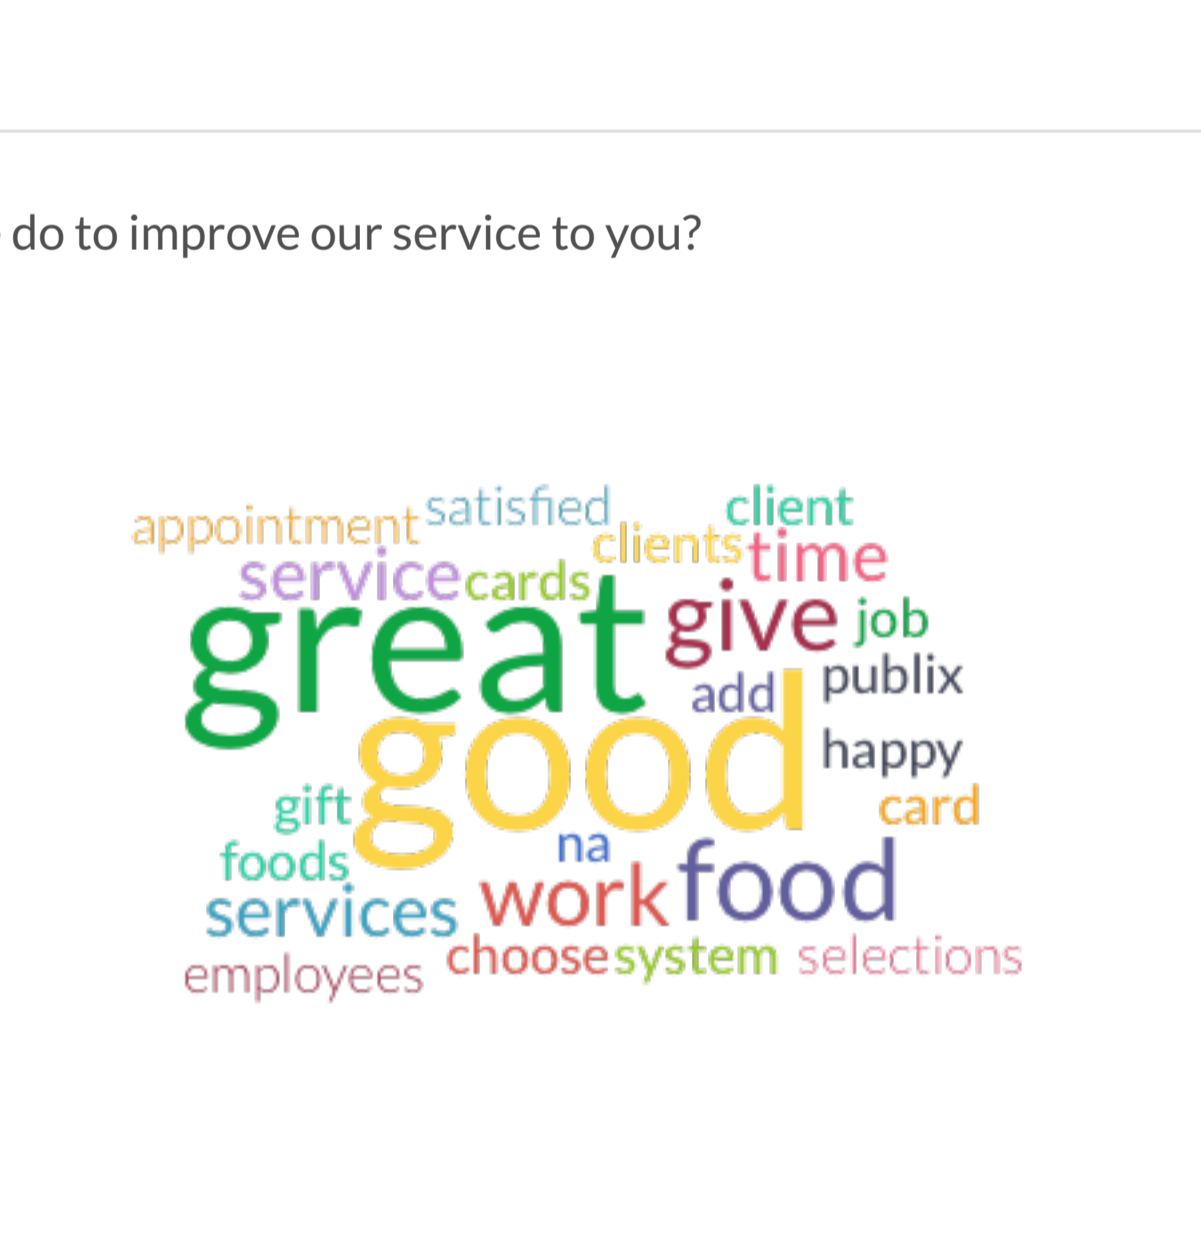 do to improve our service to you?
appointment satisfied client
clients time
service cards
great give job
add publix
good happy
gift card
na
foods work food
services
employees choose system selections